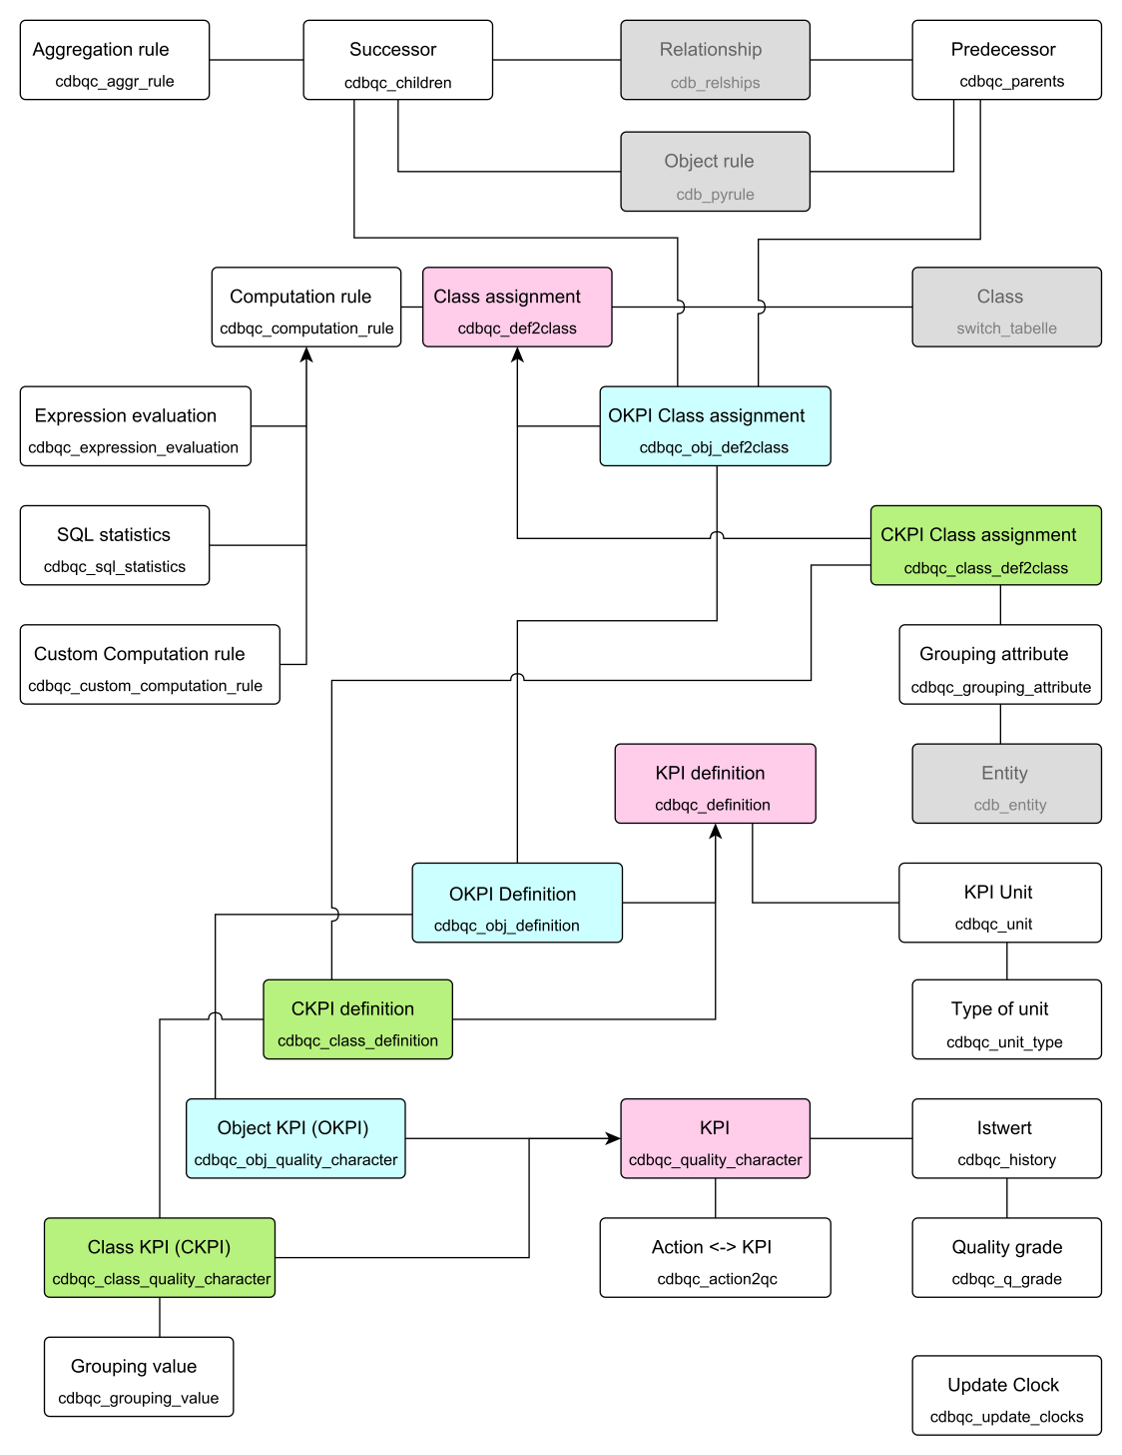 Aggregation rule
cdbqc_aggr_rule
Successor
cdbqc_children
Relationship
cdb_relships
Predecessor
cdbqc_parents
Object rule
cdb_pyrule
Computation rule
cdbqc_computation_rule
Class assignment
cdbqc_def2class
Class
switch_tabelle
Expression evaluation
cdbqc_expression_evaluation
OKPI Class assignment
cdbqc_obj_def2class
SQL statistics
cdbqc_sql_statistics
CKPI Class assignment
cdbqc_class_def2class
Custom Computation rule
cdbqc_custom_computation_rule
Grouping attribute
cdbqc_grouping_attribute
KPI definition
cdbqc_definition
Entity
cdb_entity
OKPI Definition
cdbqc_obj_definition
KPI Unit
cdbqc_unit
CKPI definition
cdbqc_class_definition
Type of unit
cdbqc_unit_type
Object KPI (OKPI)
cdbqc_obj_quality_character
KPI
cdbqc_quality_character
Istwert
cdbqc_history
Class KPI (CKPI)
cdbqc_class_quality_character
Action <-> KPI
cdbqc_action2qc
Quality grade
cdbqc_q_grade
Grouping value
cdbqc_grouping_value
Update Clock
cdbqc_update_clocks